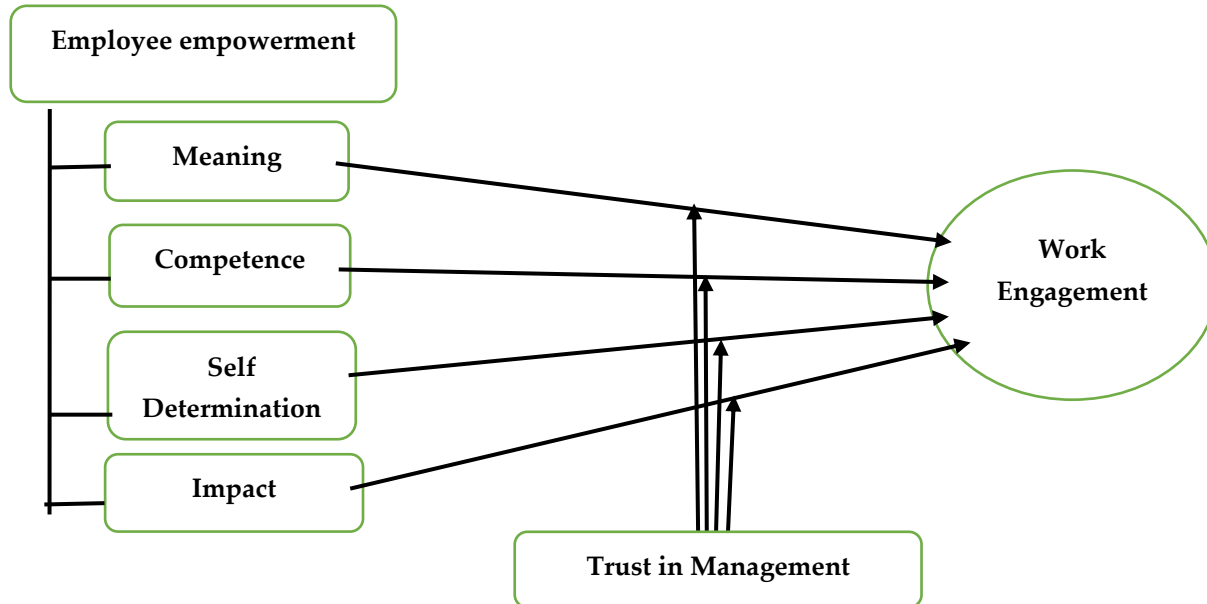 Employee empowerment
Meaning
Competence
Self
Determination
Impact
Work
Engagement
Trust in Management